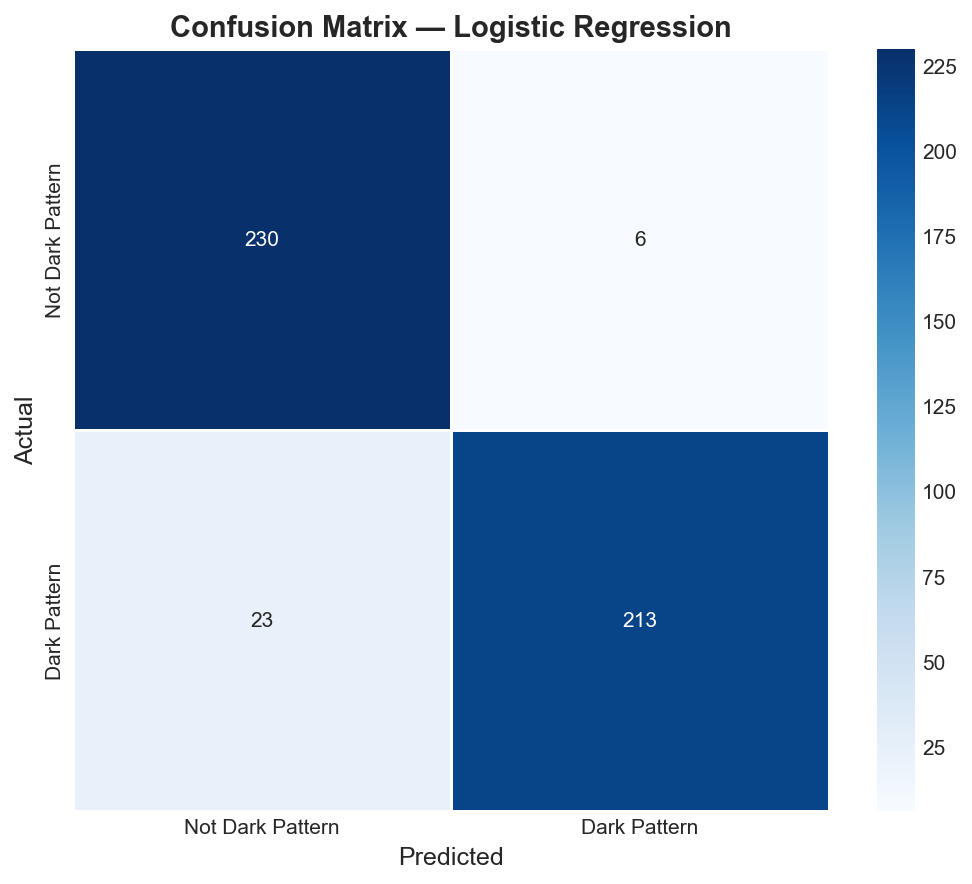 Confusion Matrix — Logistic Regression
Actual
Not Dark Pattern
230
6
Dark Pattern
23
213
Not Dark Pattern
Dark Pattern
Predicted
225
200
175
150
125
100
75
50
25